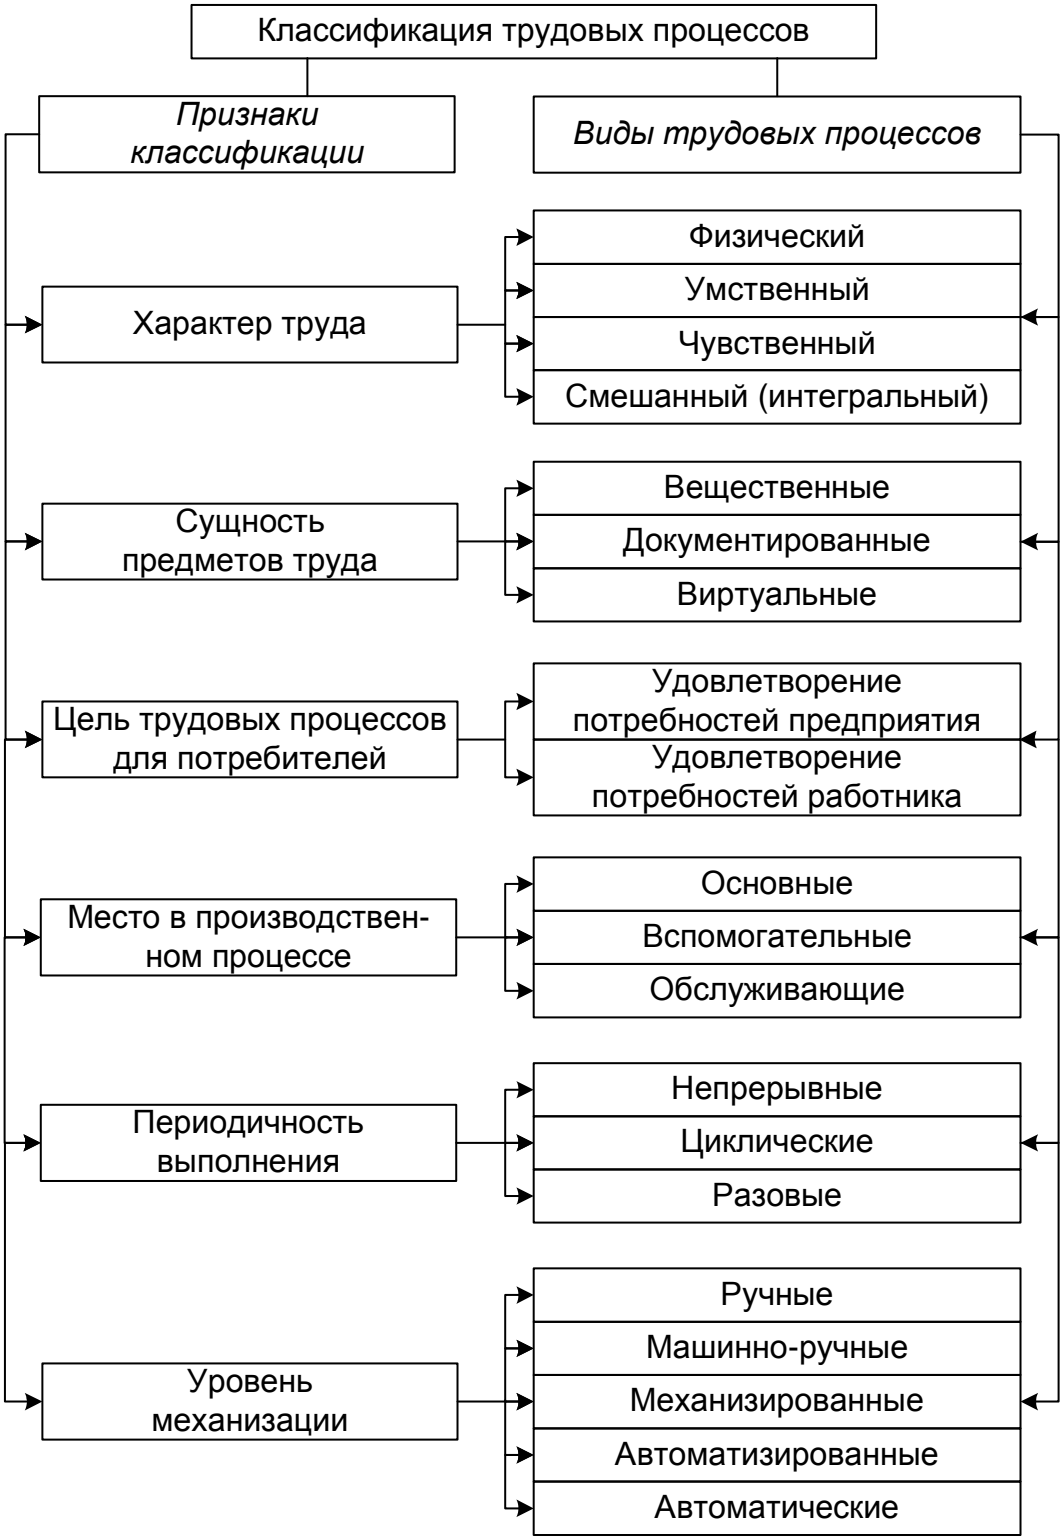 Классификация трудовых процессов
Признаки
классификации
Виды трудовых процессов
Характер труда
Физический
Умственный
Чувственный
Смешанный (интегральный)
Сущность
предметов труда
Вещественные
Документированные
Виртуальные
Цель трудовых процессов
для потребителей
Удовлетворение
потребностей предприятия
Удовлетворение
потребностей работника
Место в производствен-
ном процессе
Основные
Вспомогательные
Обслуживающие
Периодичность
выполнения
Непрерывные
Циклические
Разовые
Уровень
механизации
Ручные
Машинно-ручные
Механизированные
Автоматизированные
Автоматические